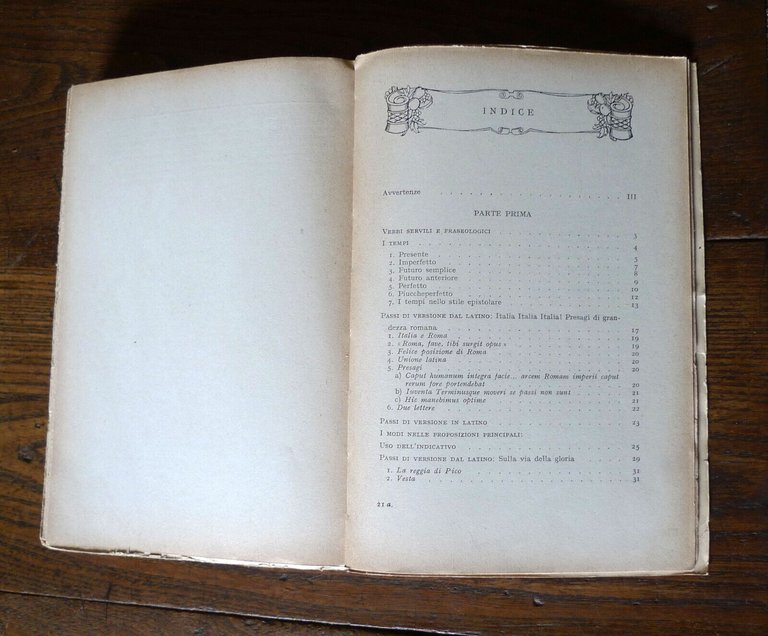 INDICE
Avvertenze . . . . . . . . . . . . . . . . . . III
PARTE PRIMA
VERBI SERVILI E FRASEOLOGICI . . . . . . . . . . 3
I TEMPI . . . . . . . . . . . . . . . . . . 4
1. Presente . . . . . . . . . . . . . . . . . . 5
2. Imperfetto . . . . . . . . . . . . . . . . . . 7
3. Futuro semplice . . . . . . . . . . . . . . . . 8
4. Futuro anteriore . . . . . . . . . . . . . . . . 9
5. Perfetto . . . . . . . . . . . . . . . . . . 10
6. Piuccheperfetto . . . . . . . . . . . . . . . . 12
7. I tempi nello stile epistolare . . . . . . . . . . 13
PASSI DI VERSIONE DAL LATINO: Italia Italia Italia! Presagi di gran-
dezza romana . . . . . . . . . . . . . . . . 17
1. Italia e Roma . . . . . . . . . . . . . . . . 19
2. « Roma, fave, tibi surgit opus » . . . . . . . . 19
3. Felice posizione di Roma . . . . . . . . . . . . 20
4. Unione latina . . . . . . . . . . . . . . . . 20
5. Presagi . . . . . . . . . . . . . . . . . . 20
a) Caput humanum integra facie... arcem Romam imperii caput
rerum fore portendebat . . . . . . . . . . . . 20
b) Iuventa Terminusque moveri se passi non sunt . . . . 21
c) Hic manebimus optime . . . . . . . . . . . . 21
6. Due lettere . . . . . . . . . . . . . . . . . . 22
PASSI DI VERSIONE IN LATINO . . . . . . . . . . 23
I MODI NELLE PROPOSIZIONI PRINCIPALI:
USO DELL'INDICATIVO . . . . . . . . . . . . . . 25
PASSI DI VERSIONE DAL LATINO: Sulla via della gloria . . . . 29
1. La reggia di Pico . . . . . . . . . . . . . . . . 31
2. Vesta . . . . . . . . . . . . . . . . . . 31
21 a.